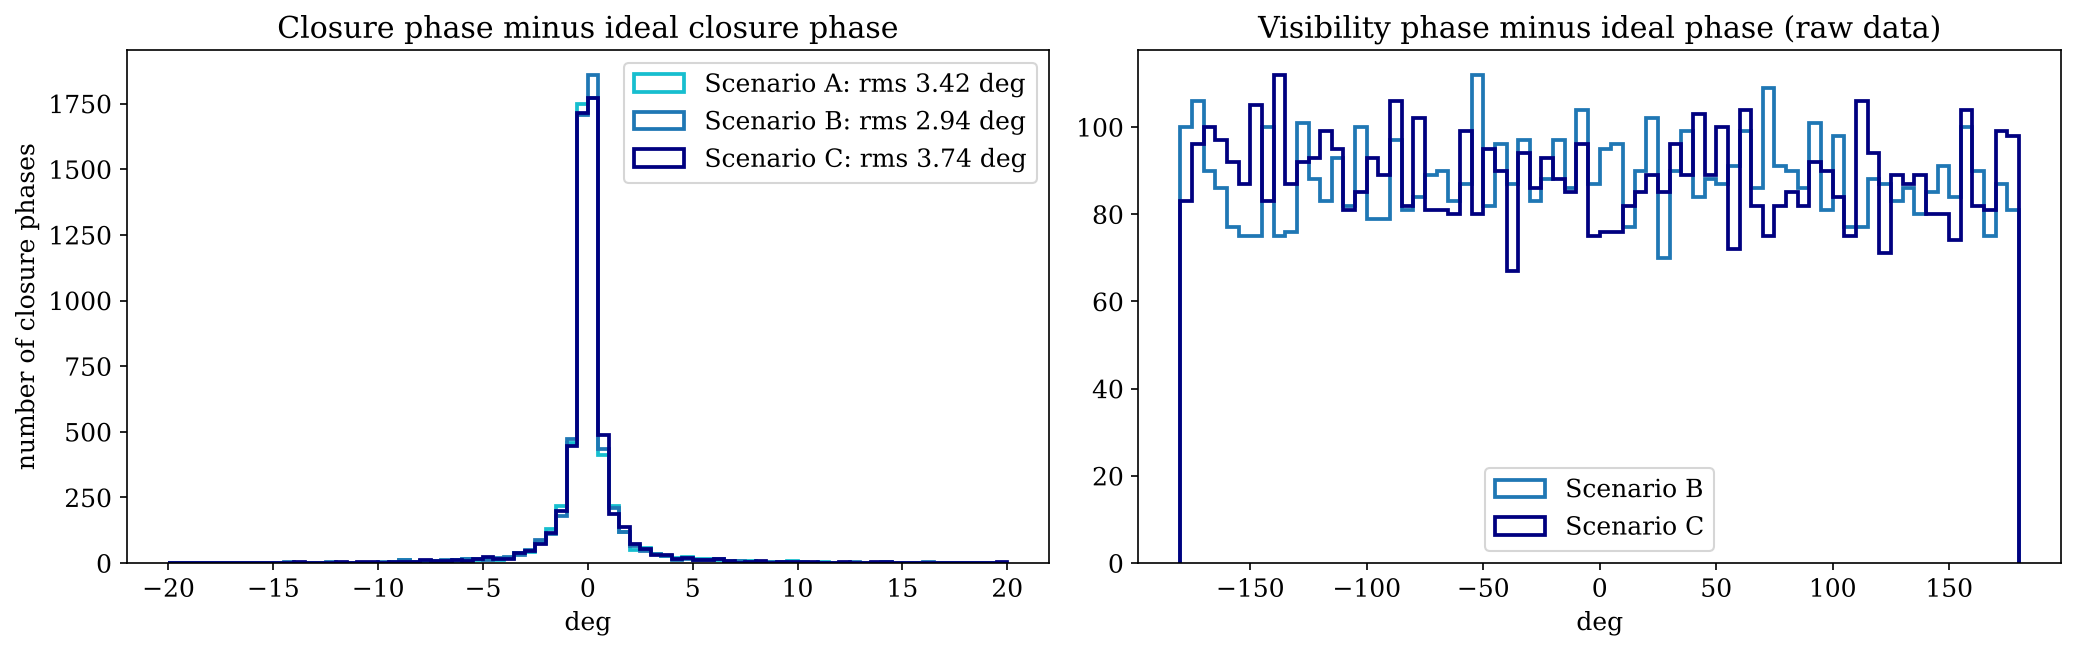 Closure phase minus ideal closure phase
number of closure phases
1750
1500
1250
1000
750
500
250
0
Scenario A: rms 3.42 deg
Scenario B: rms 2.94 deg
Scenario C: rms 3.74 deg
−20 −15 −10 −5 0 5 10 15 20
deg
Visibility phase minus ideal phase (raw data)
100
80
60
40
20
0
Scenario B
Scenario C
−150 −100 −50 0 50 100 150
deg